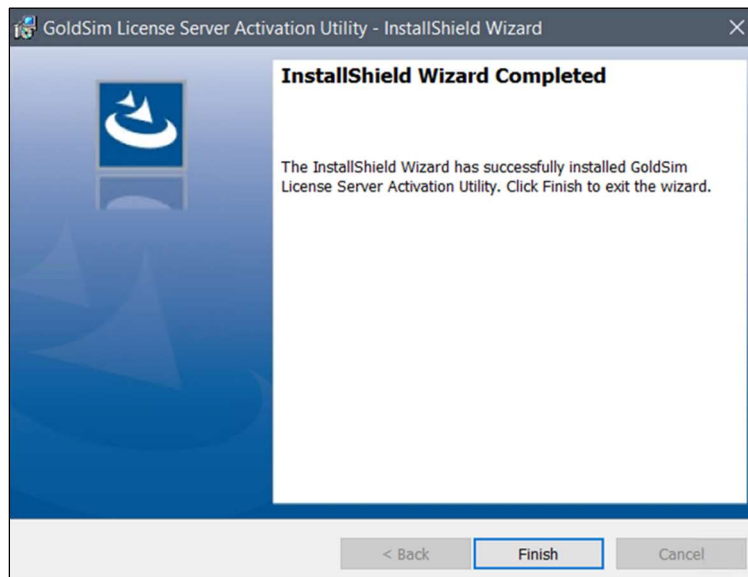 GoldSim License Server Activation Utility - InstallShield Wizard
InstallShield Wizard Completed
The InstallShield Wizard has successfully installed GoldSim
License Server Activation Utility. Click Finish to exit the wizard.
< Back
Finish
Cancel